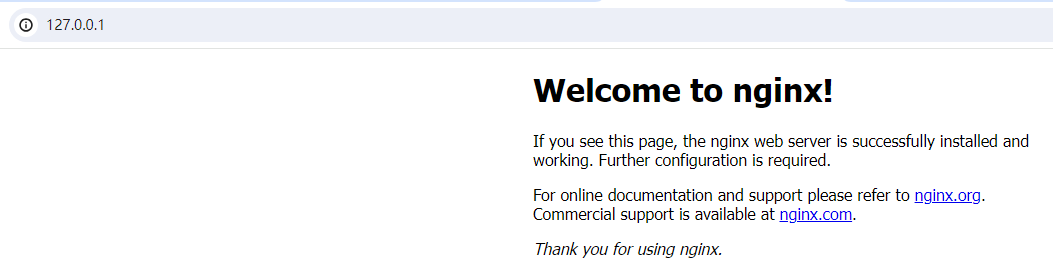 127.0.0.1
Welcome to nginx!
If you see this page, the nginx web server is successfully installed and
working. Further configuration is required.
For online documentation and support please refer to nginx.org.
Commercial support is available at nginx.com.
Thank you for using nginx.